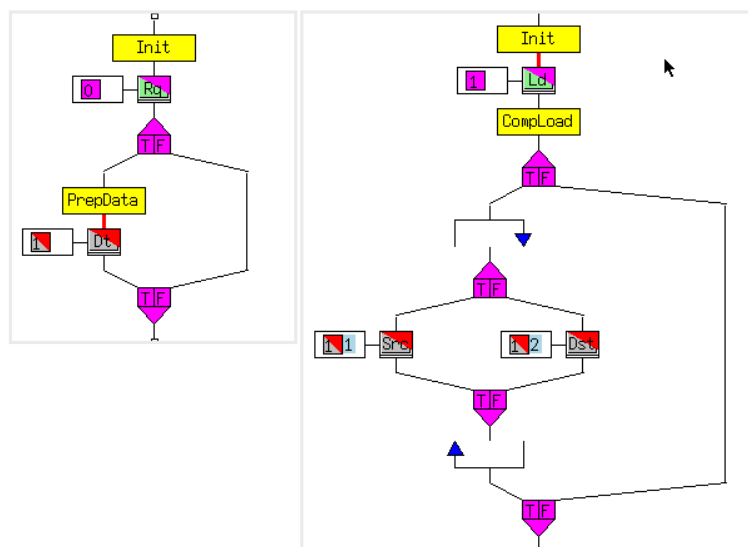 Init
0 Rq
T F
PrepData
1 Dt
T F
Init
1 Ld
CompLoad
T F
T F
1 1 Src
1 2 Dst
T F
T F